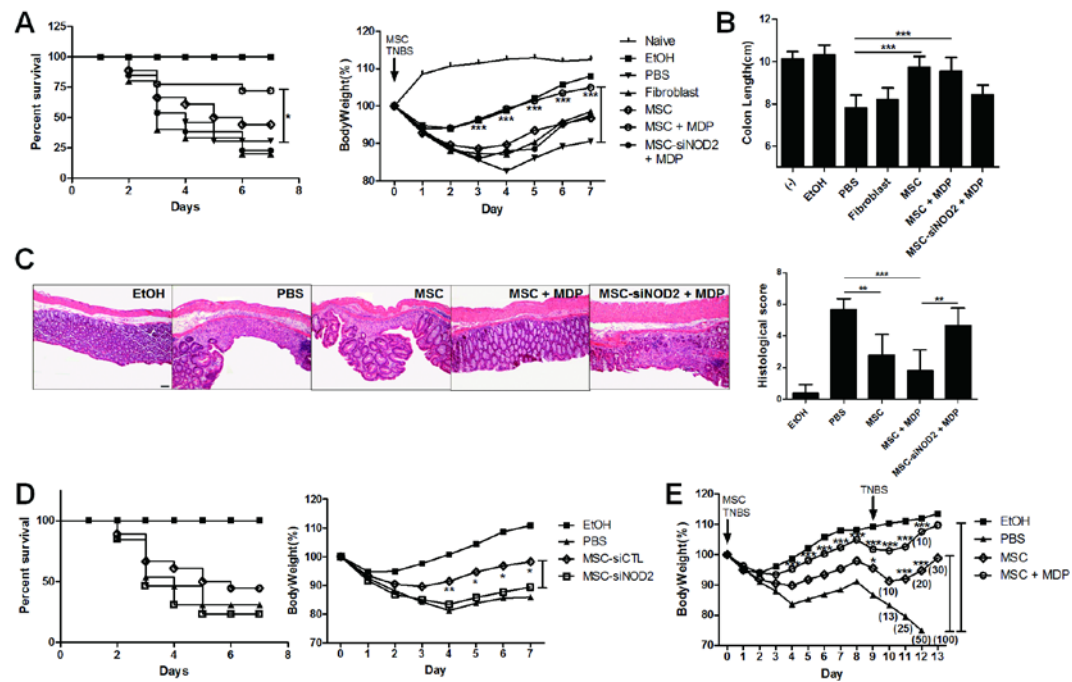 A
Percent survival
125
100
75
50
25
0
0
2
4
6
8
Days
*
BodyWeight(%)
120
110
100
90
80
MSC
TNBS
***
***
***
***
***
0
1
2
3
4
5
6
7
Day
Naive
EtOH
PBS
Fibroblast
MSC
MSC + MDP
MSC-siNOD2
+ MDP
B
Colon Length(cm)
10
8
6
***
***
(-)
EtOH
PBS
Fibroblast
MSC
MSC + MDP
MSC-siNOD2 + MDP
C
EtOH
PBS
MSC
MSC + MDP
MSC-siNOD2 + MDP
Histological score
8
6
4
2
0
***
**
**
EtOH
PBS
MSC
MSC + MDP
MSC-siNOD2 + MDP
D
Percent survival
100
50
0
0
2
4
6
8
Days
BodyWeight(%)
120
110
100
90
80
70
**
*
*
*
0
1
2
3
4
5
6
7
Day
EtOH
PBS
MSC-siCTL
MSC-siNOD2
E
BodyWeight(%)
120
110
100
90
80
70
MSC
TNBS
TNBS
***
(10)
(30)
(20)
(10)
(13)
(25)
(50)
(100)
0 1 2 3 4 5 6 7 8 9 10 11 12 13
Day
EtOH
PBS
MSC
MSC + MDP